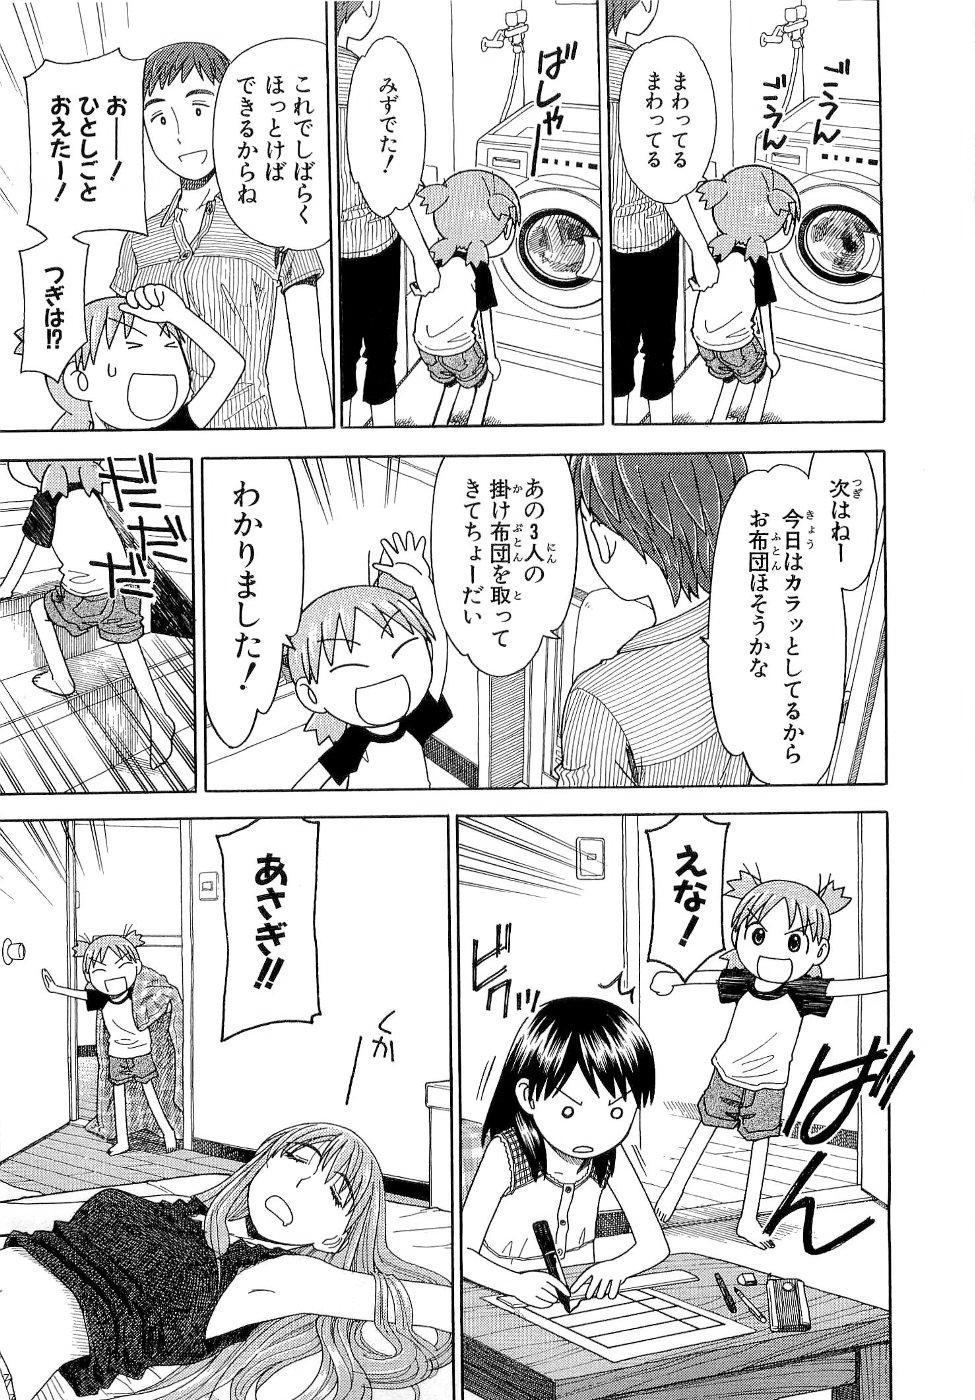 ごうん
ごうん
まわってる
まわってる
ばしゃー
みずでた！
これでしばらく
ほっとけば
できるからね
おー！
ひとしごと
おえたー！
つぎは！？
次はねー
今日はカラッとしてるから
お布団ほそうかな
あの3人の
掛け布団を取って
きてちょーだい
わかりました！
えな！
ばん
ビクッ
あさぎ！！
くかー